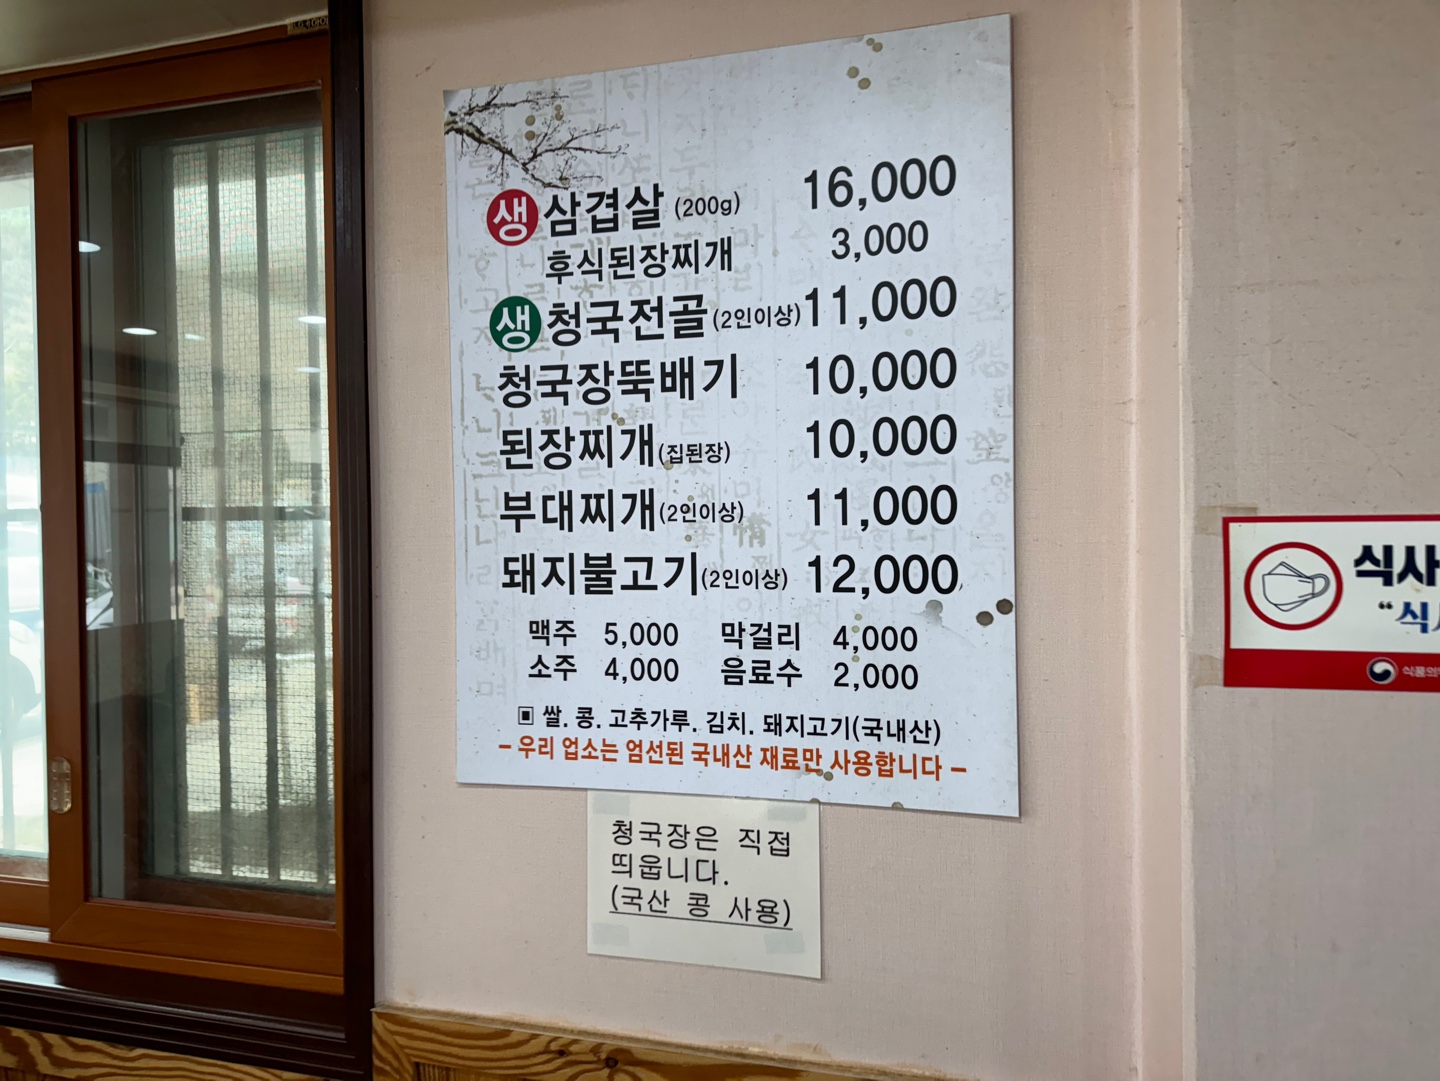 생 삼겹살 (200g) 16,000
후식된장찌개 3,000
생 청국전골 (2인이상) 11,000
청국장뚝배기 10,000
된장찌개(집된장) 10,000
부대찌개(2인이상) 11,000
돼지불고기(2인이상) 12,000
맥주 5,000 막걸리 4,000
소주 4,000 음료수 2,000
▣ 쌀. 콩. 고추가루. 김치. 돼지고기(국내산)
– 우리 업소는 엄선된 국내산 재료만 사용합니다 –
청국장은 직접
띄웁니다.
(국산 콩 사용)
식사
“식